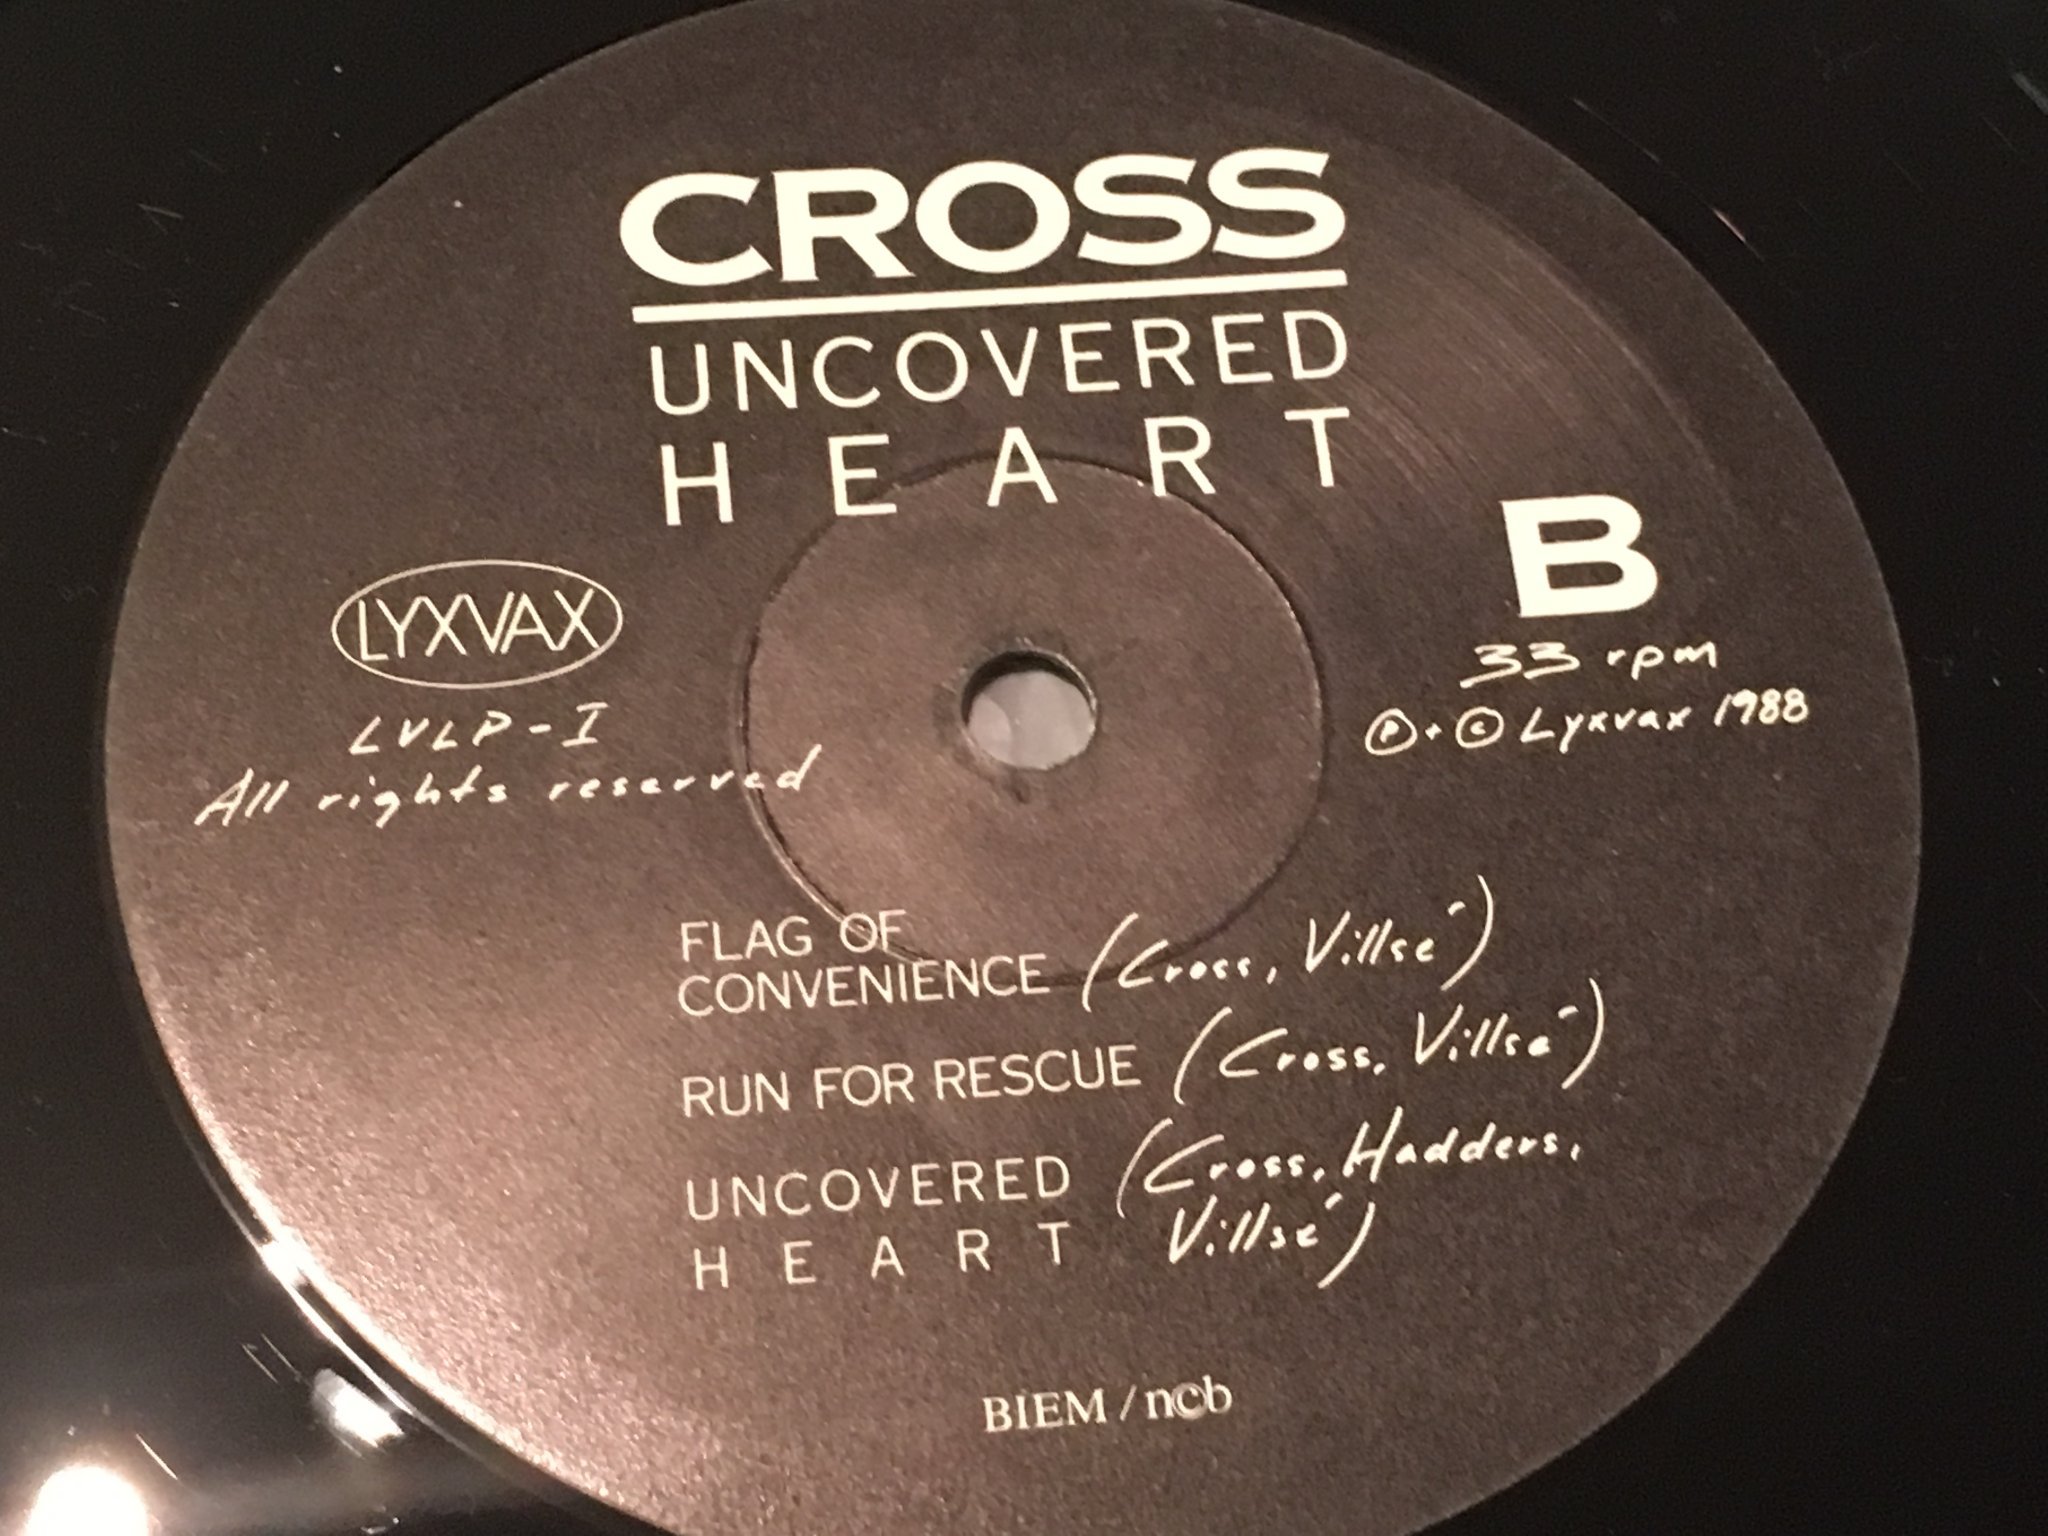 CROSS
UNCOVERED
HEART
B
33 rpm
Ⓟ + © Lyxvax 1988
LYXVAX
LVLP-I
All rights reserved
FLAG OF
CONVENIENCE (Cross, Villsé)
RUN FOR RESCUE (Cross, Villsé)
UNCOVERED (Cross, Hadders,
HEART Villsé)
BIEM / ncb